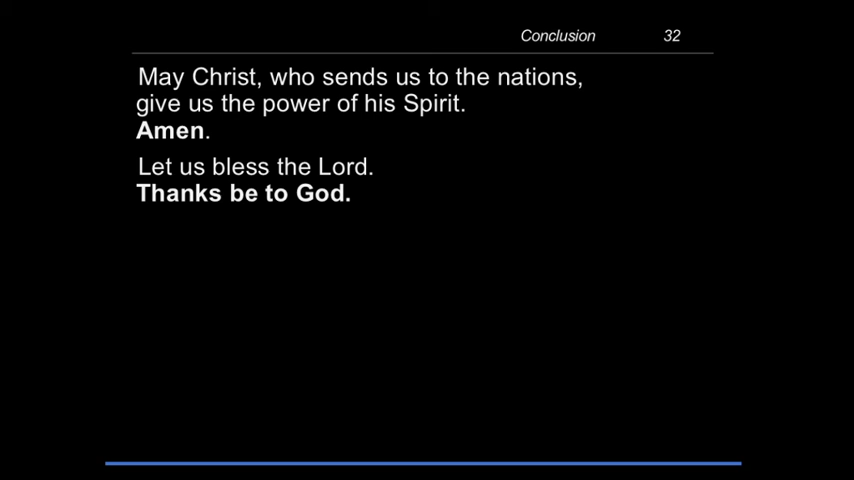 Conclusion 32
May Christ, who sends us to the nations,
give us the power of his Spirit.
Amen.
Let us bless the Lord.
Thanks be to God.